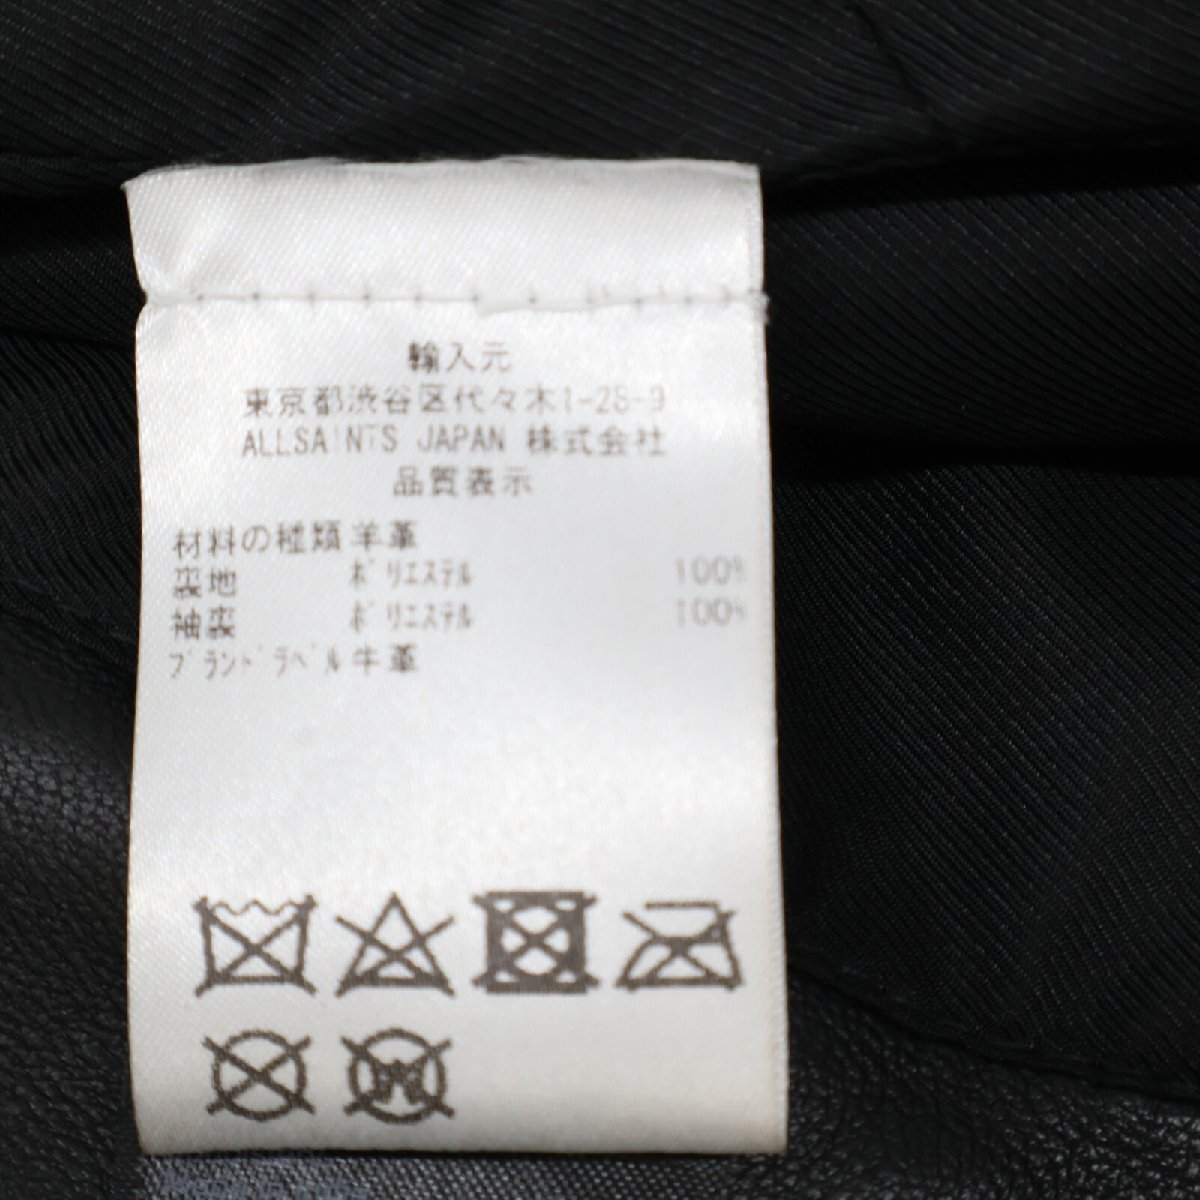 輸入元
東京都渋谷区代々木1-28-9
ALLSAINTS JAPAN 株式会社
品質表示
材料の種類 羊革
裏地 ポリエステル 100%
袖裏 ポリエステル 100%
ブランドラベル 牛革